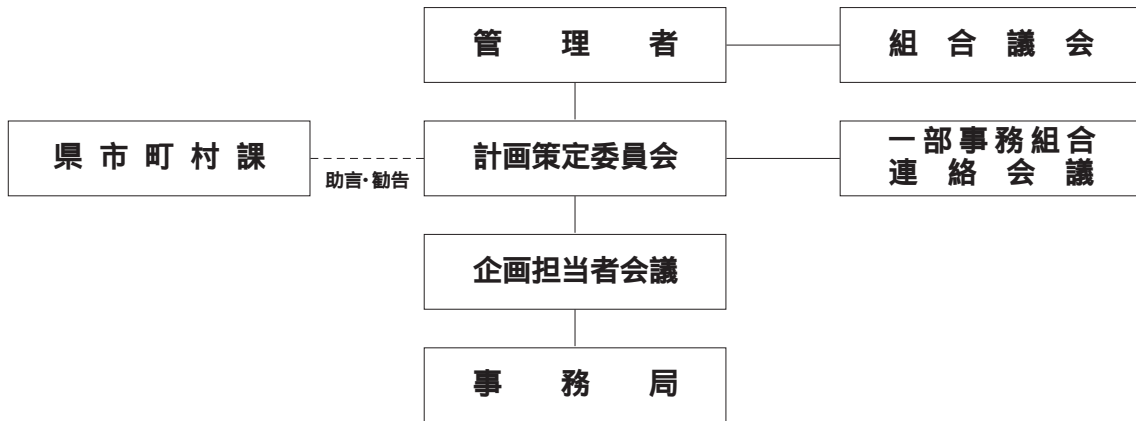 管理者
組合議会
県市町村課
助言・勧告
計画策定委員会
一部事務組合
連絡会議
企画担当者会議
事務局